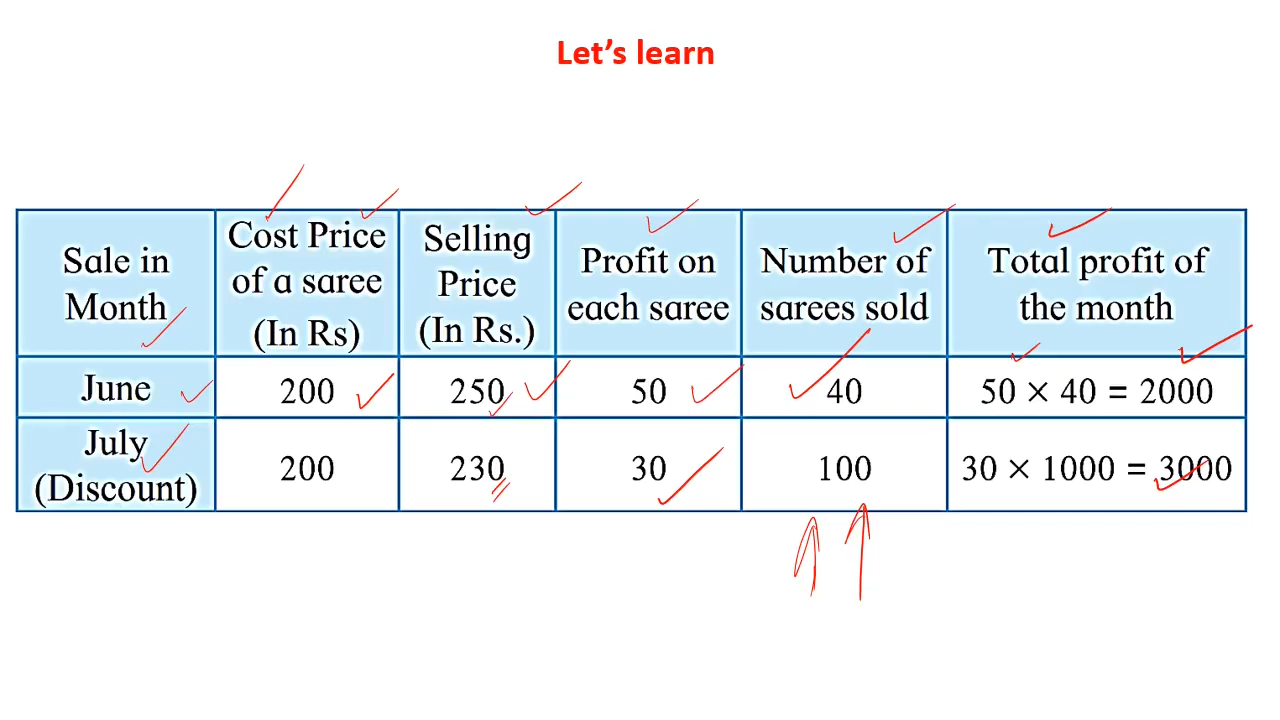 Let's learn
Sale in
Month
Cost Price
of a saree
(In Rs)
Selling
Price
(In Rs.)
Profit on
each saree
Number of
sarees sold
Total profit of
the month
June
200
250
50
40
50 × 40 = 2000
July
(Discount)
200
230
30
100
30 × 1000 = 3000